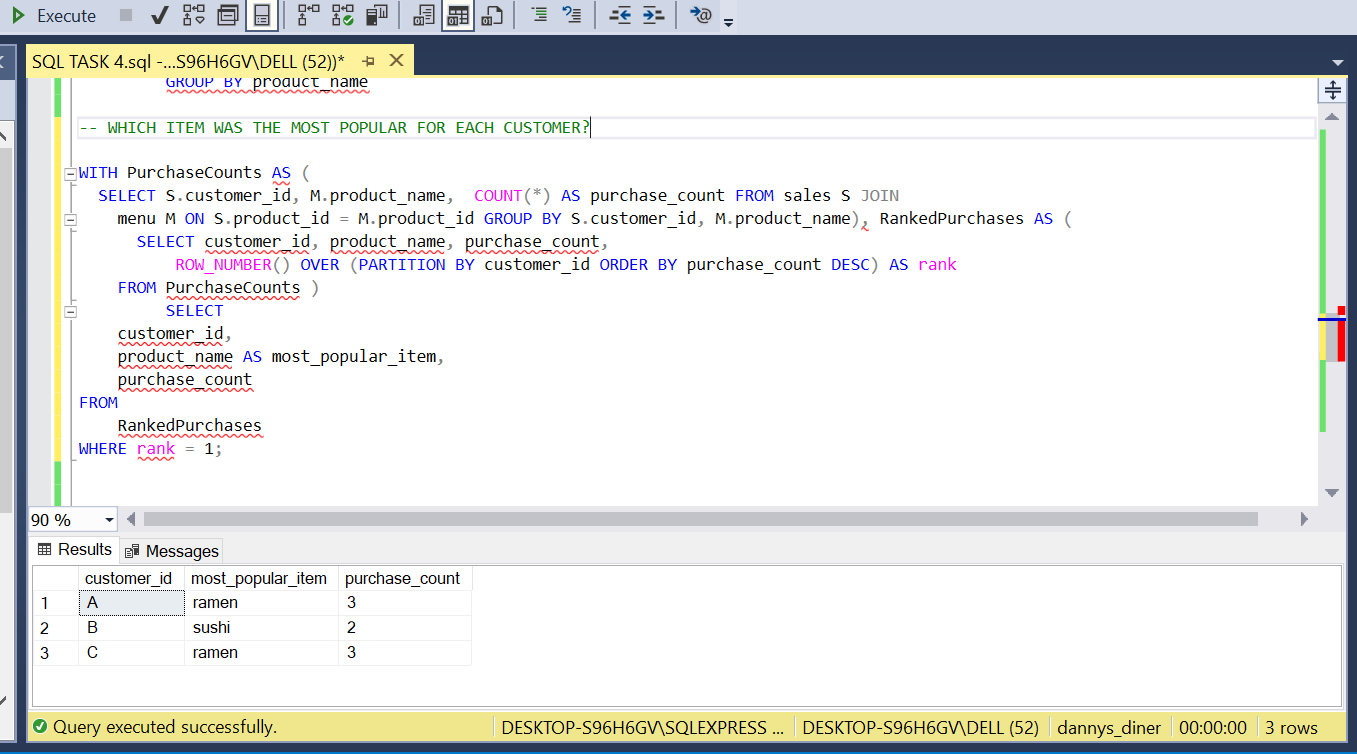 Execute
SQL TASK 4.sql -...S96H6GV\DELL (52))*
GROUP BY product_name
-- WHICH ITEM WAS THE MOST POPULAR FOR EACH CUSTOMER?
WITH PurchaseCounts AS (
SELECT S.customer_id, M.product_name, COUNT(*) AS purchase_count FROM sales S JOIN
menu M ON S.product_id = M.product_id GROUP BY S.customer_id, M.product_name), RankedPurchases AS (
SELECT customer_id, product_name, purchase_count,
ROW_NUMBER() OVER (PARTITION BY customer_id ORDER BY purchase_count DESC) AS rank
FROM PurchaseCounts )
SELECT
customer_id,
product_name AS most_popular_item,
purchase_count
FROM
RankedPurchases
WHERE rank = 1;
90 %
Results Messages
customer_id most_popular_item purchase_count
1 A ramen 3
2 B sushi 2
3 C ramen 3
Query executed successfully. DESKTOP-S96H6GV\SQLEXPRESS ... DESKTOP-S96H6GV\DELL (52) dannys_diner 00:00:00 3 rows